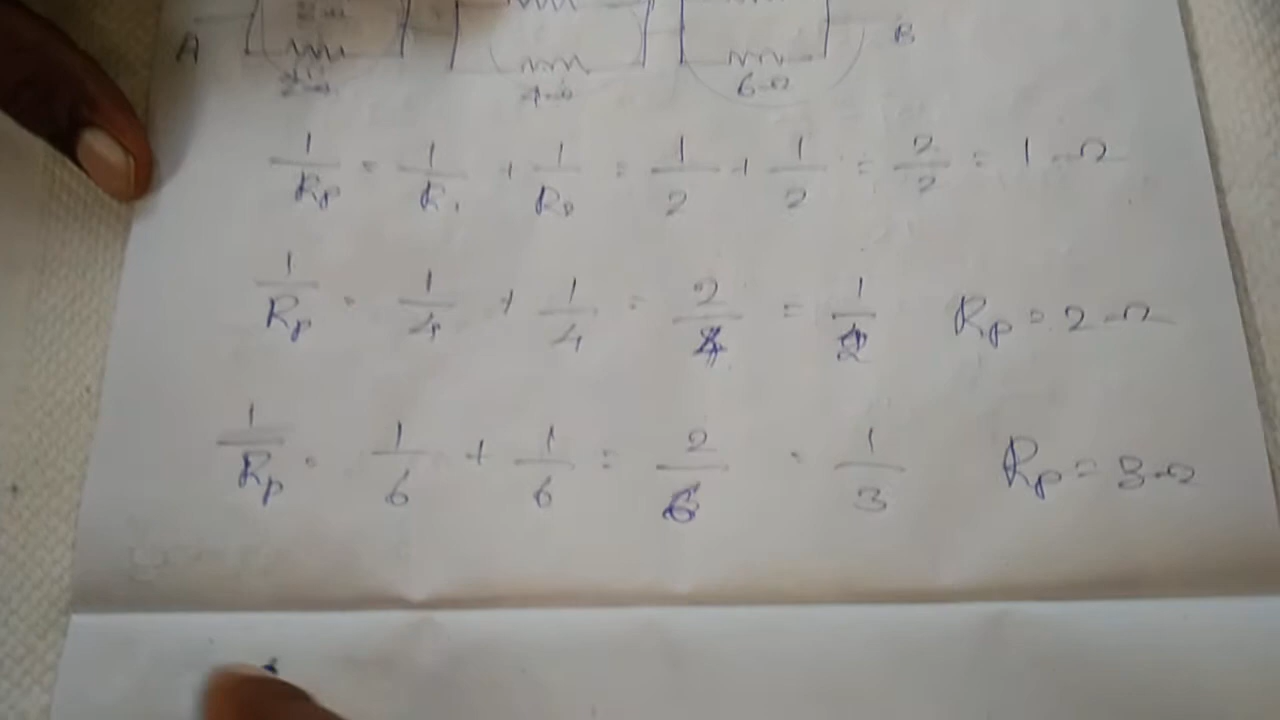 2Ω
A B
2Ω 4Ω 6Ω
1/Rp = 1/R1 + 1/R2 = 1/2 + 1/2 = 2/2 = 1Ω
1/Rp = 1/4 + 1/4 = 2/4 = 1/2 Rp = 2Ω
1/Rp = 1/6 + 1/6 = 2/6 = 1/3 Rp = 3Ω